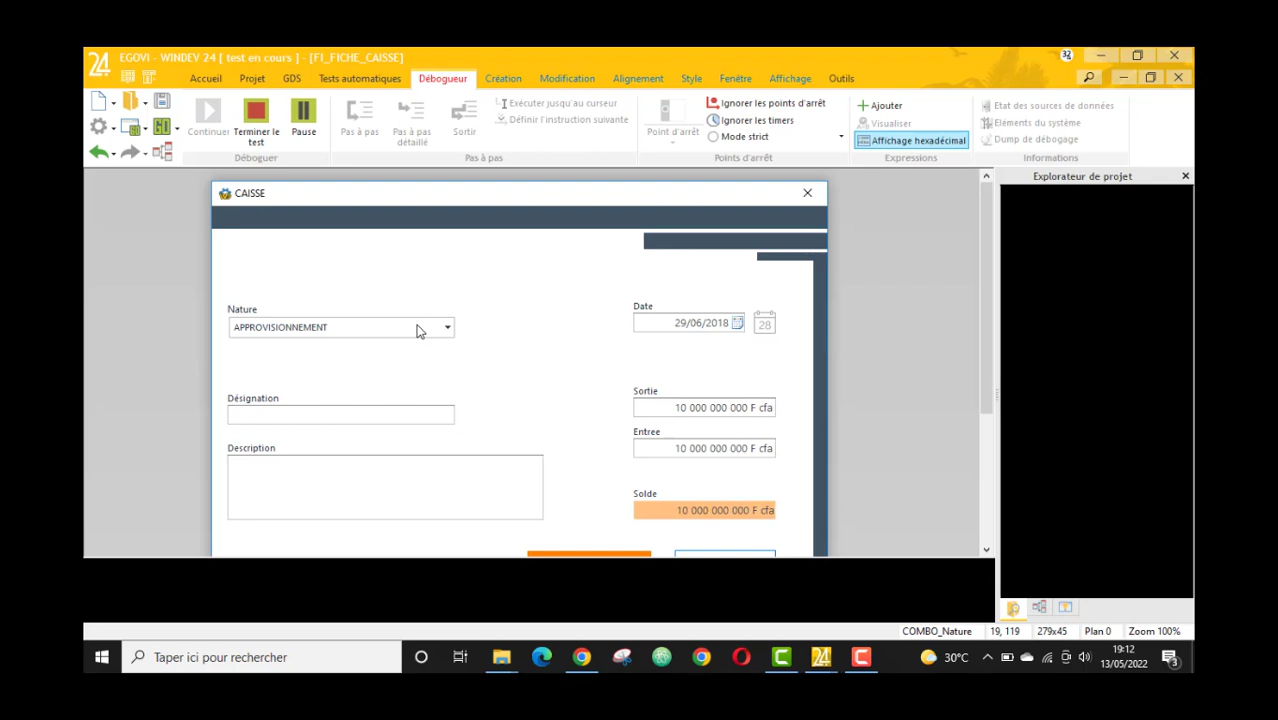 24 EGOVI - WINDEV 24 [ test en cours ] - [FI_FICHE_CAISSE] 32
Accueil Projet GDS Tests automatiques Débogueur Création Modification Alignement Style Fenêtre Affichage Outils
Continuer Terminer le test Pause Pas à pas Pas à pas détaillé Sortir
Exécuter jusqu'au curseur
Définir l'instruction suivante
Point d'arrêt
Ignorer les points d'arrêt
Ignorer les timers
Mode strict
Ajouter
Visualiser
Affichage hexadécimal
Etat des sources de données
Eléments du système
Dump de débogage
Déboguer Pas à pas Points d'arrêt Expressions Informations
Explorateur de projet
CAISSE
Nature
APPROVISIONNEMENT
Date
29/06/2018
28
Désignation
Description
Sortie
10 000 000 000 F cfa
Entree
10 000 000 000 F cfa
Solde
10 000 000 000 F cfa
COMBO_Nature 19, 119 279x45 Plan 0 Zoom 100%
Taper ici pour rechercher
24
30°C
19:12
13/05/2022
3